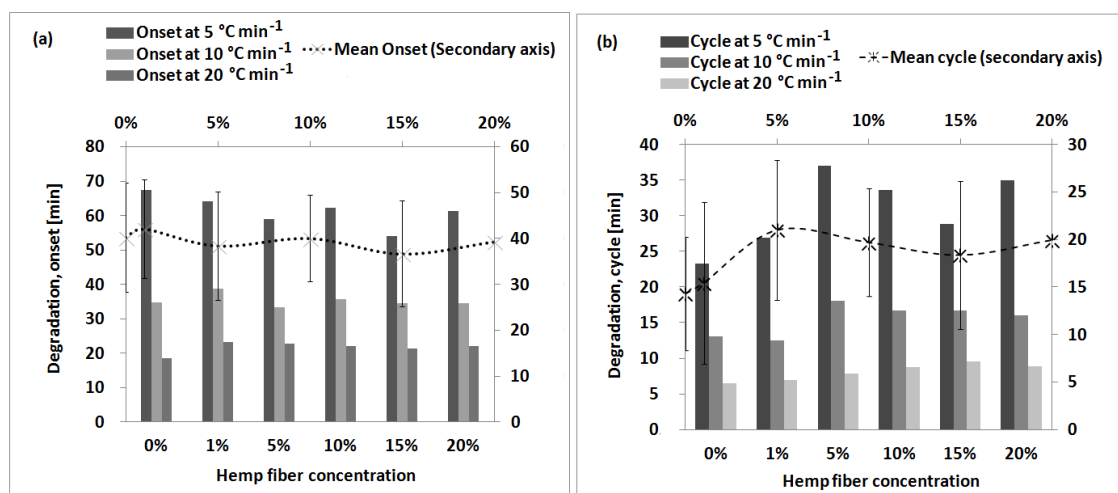 (a)
Onset at 5 °C min-1
Onset at 10 °C min-1
Onset at 20 °C min-1
Mean Onset (Secondary axis)
0% 5% 10% 15% 20%
80
70
60
50
40
30
20
10
0
60
50
40
30
20
10
0
Degradation, onset [min]
0% 1% 5% 10% 15% 20%
Hemp fiber concentration
(b)
Cycle at 5 °C min-1
Cycle at 10 °C min-1
Cycle at 20 °C min-1
Mean cycle (secondary axis)
0% 5% 10% 15% 20%
40
35
30
25
20
15
10
5
0
30
25
20
15
10
5
0
Degradation, cycle [min]
0% 1% 5% 10% 15% 20%
Hemp fiber concentration